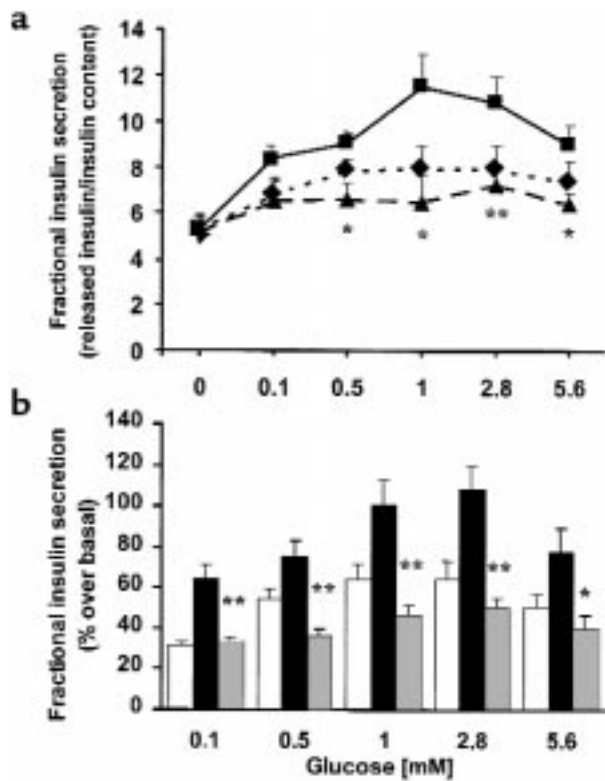 a
Fractional insulin secretion
(released insulin/insulin content)
14
12
10
8
6
4
2
0
* * ** *
0 0.1 0.5 1 2.8 5.6
b
Fractional insulin secretion
(% over basal)
140
120
100
80
60
40
20
0
** ** ** ** *
0.1 0.5 1 2.8 5.6
Glucose [mM]